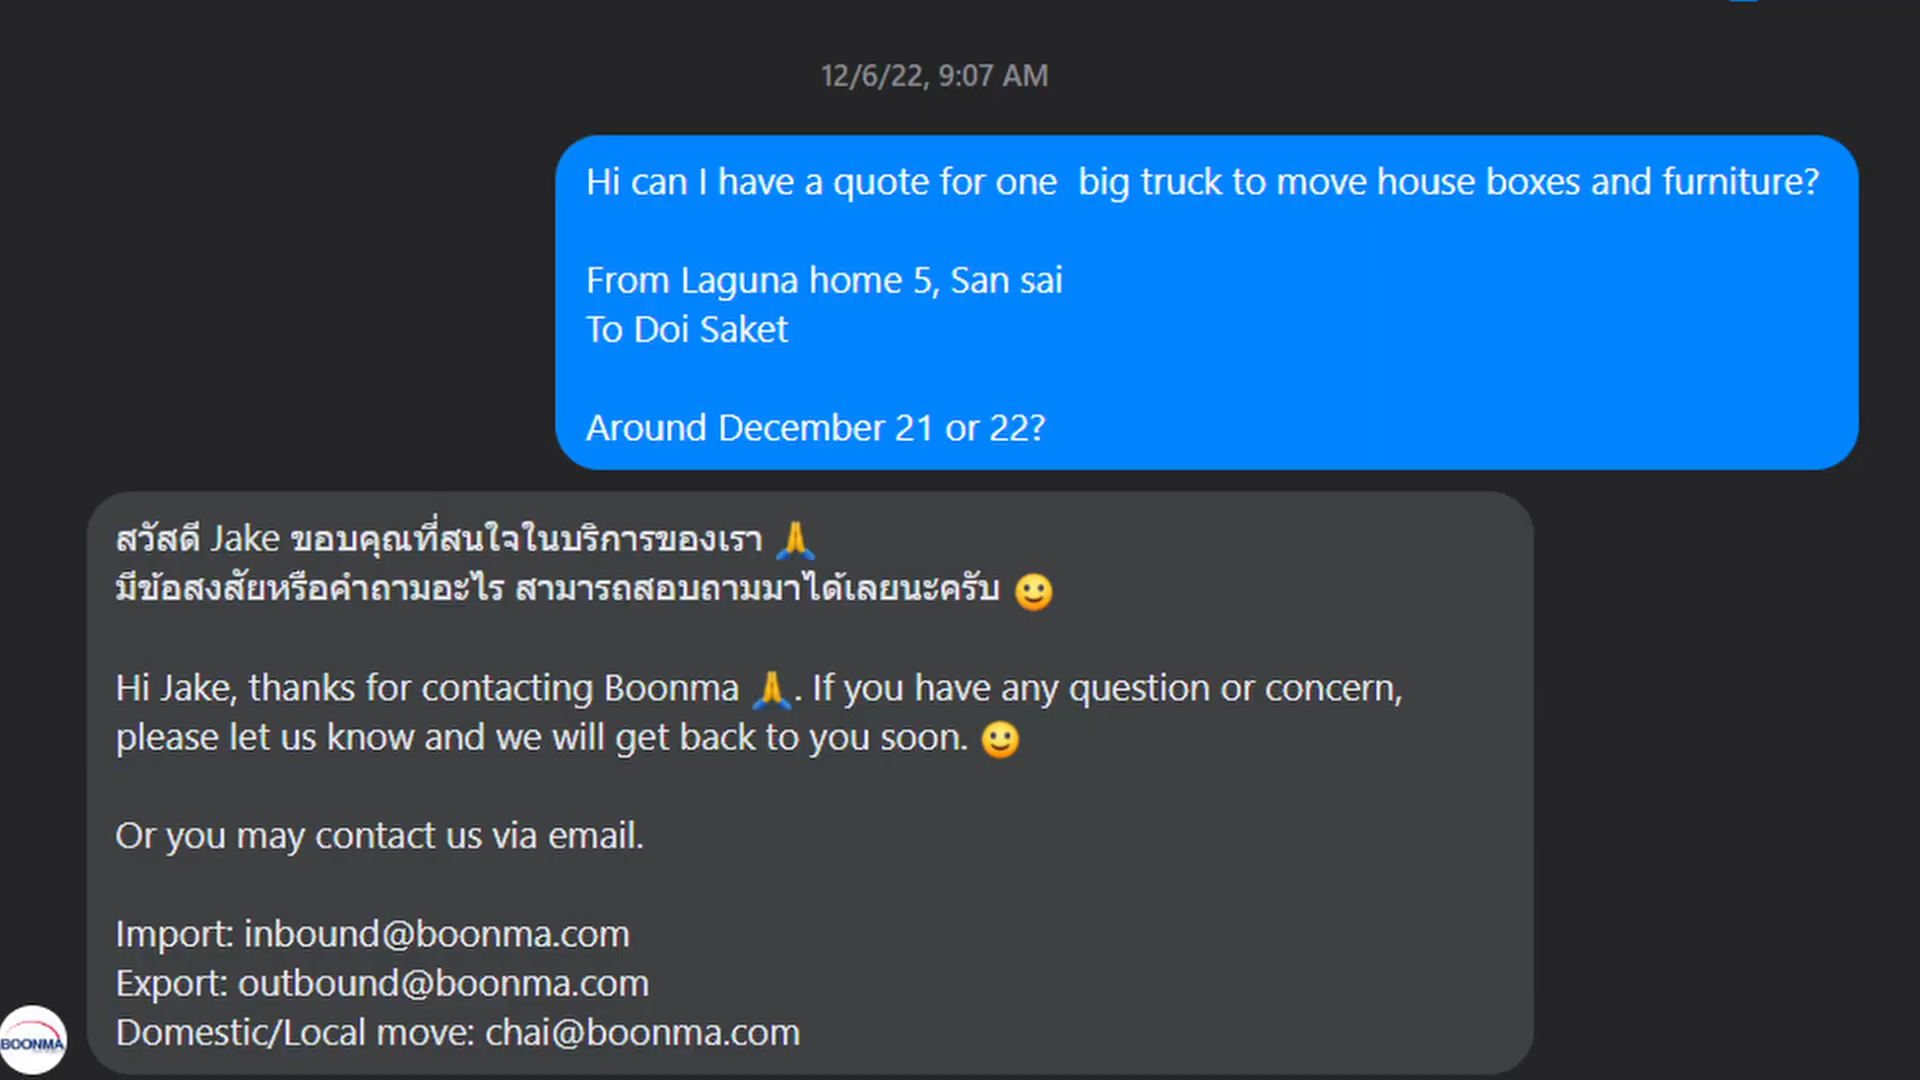 12/6/22, 9:07 AM
Hi can I have a quote for one  big truck to move house boxes and furniture?
From Laguna home 5, San sai
To Doi Saket
Around December 21 or 22?
สวัสดี Jake ขอบคุณที่สนใจในบริการของเรา 🙏
มีข้อสงสัยหรือคำถามอะไร สามารถสอบถามมาได้เลยนะครับ 🙂
Hi Jake, thanks for contacting Boonma 🙏. If you have any question or concern,
please let us know and we will get back to you soon. 🙂
Or you may contact us via email.
Import: inbound@boonma.com
Export: outbound@boonma.com
Domestic/Local move: chai@boonma.com
BOONMA